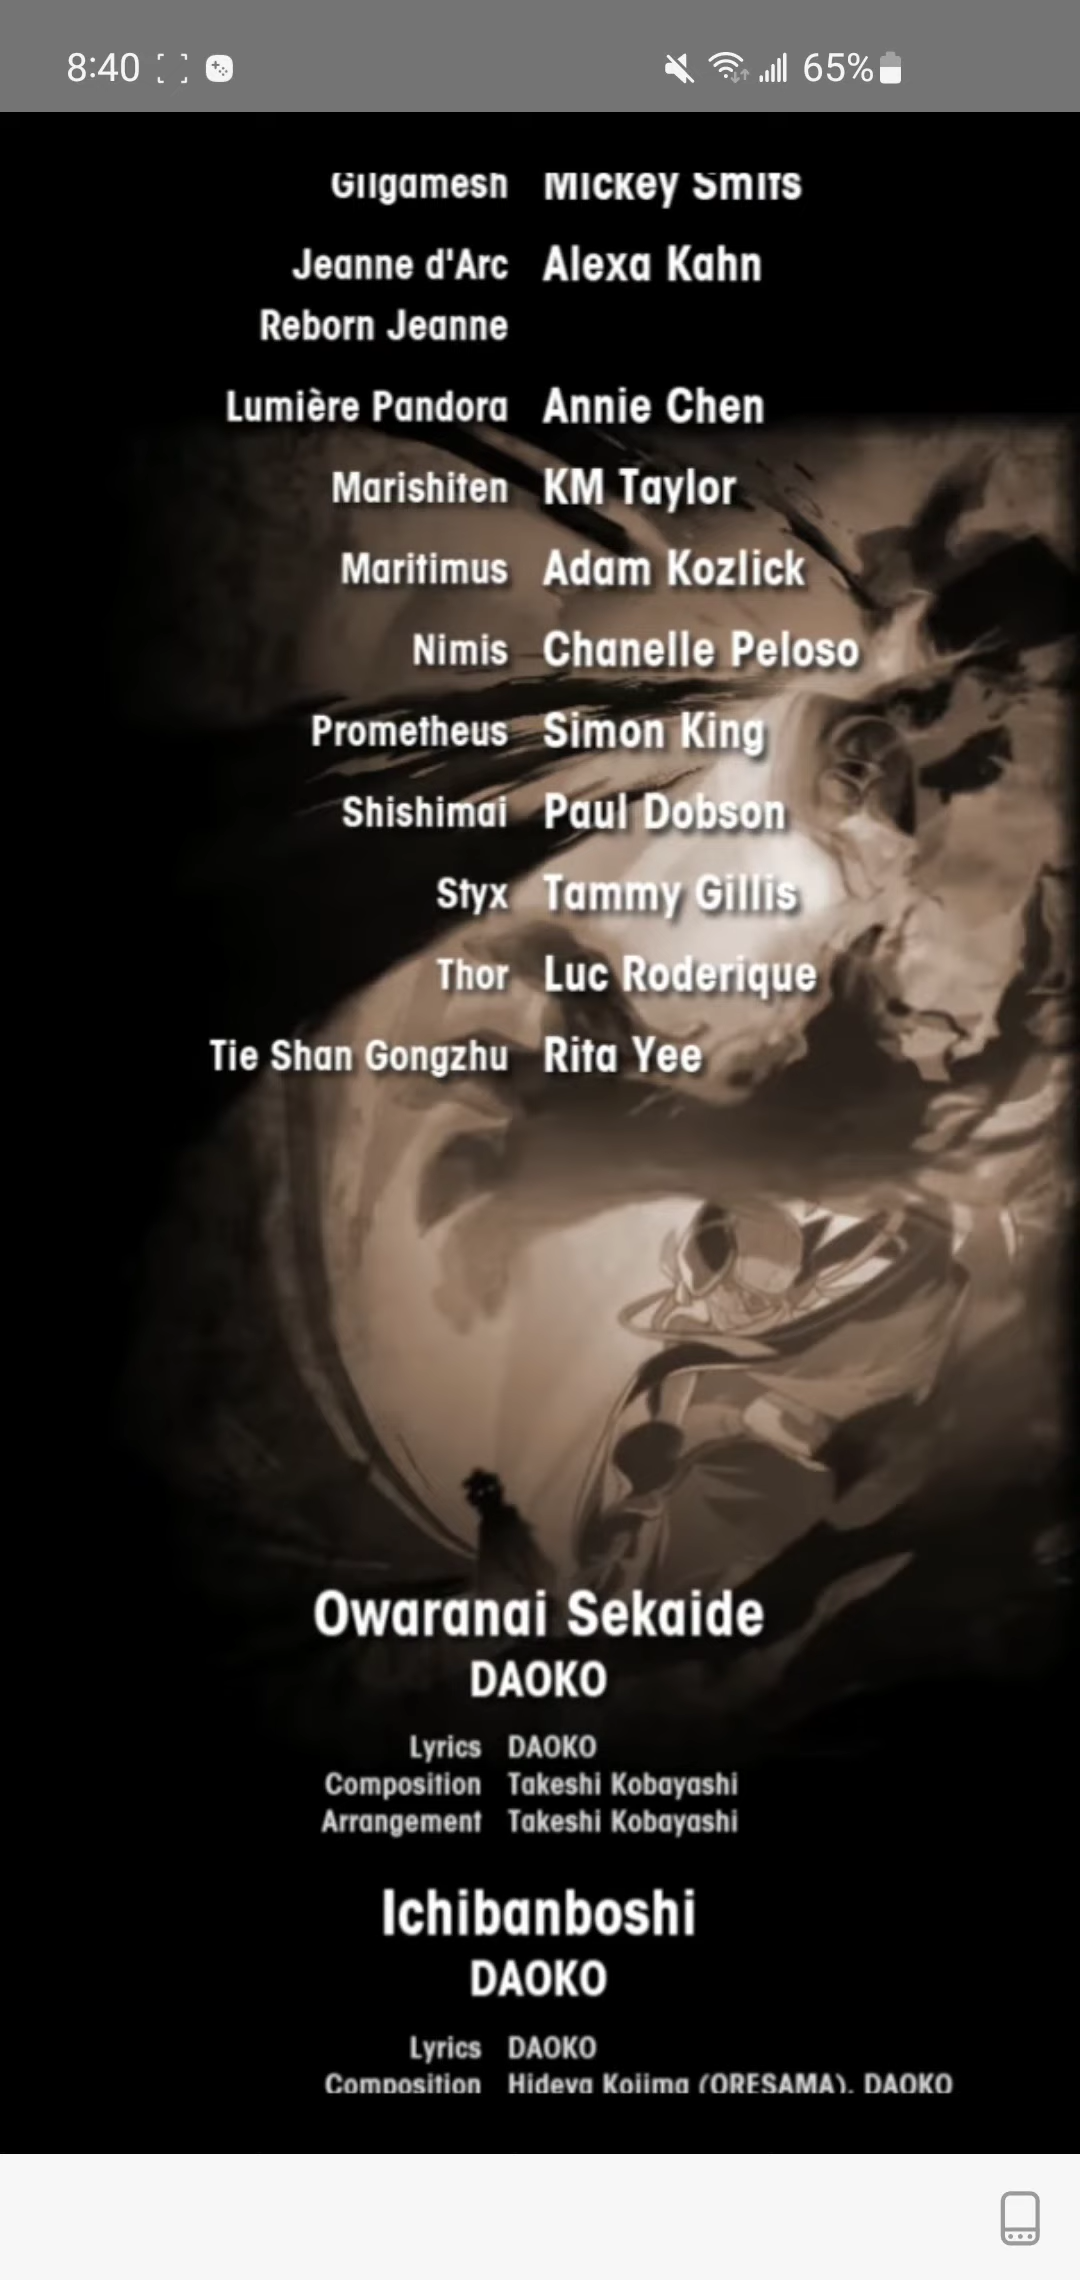 8:40 65%
Gilgamesh Mickey Smits
Jeanne d'Arc Alexa Kahn
Reborn Jeanne
Lumière Pandora Annie Chen
Marishiten KM Taylor
Maritimus Adam Kozlick
Nimis Chanelle Peloso
Prometheus Simon King
Shishimai Paul Dobson
Styx Tammy Gillis
Thor Luc Roderique
Tie Shan Gongzhu Rita Yee
Owaranai Sekaide
DAOKO
Lyrics DAOKO
Composition Takeshi Kobayashi
Arrangement Takeshi Kobayashi
Ichibanboshi
DAOKO
Lyrics DAOKO
Composition Hideya Kojima (ORESAMA), DAOKO